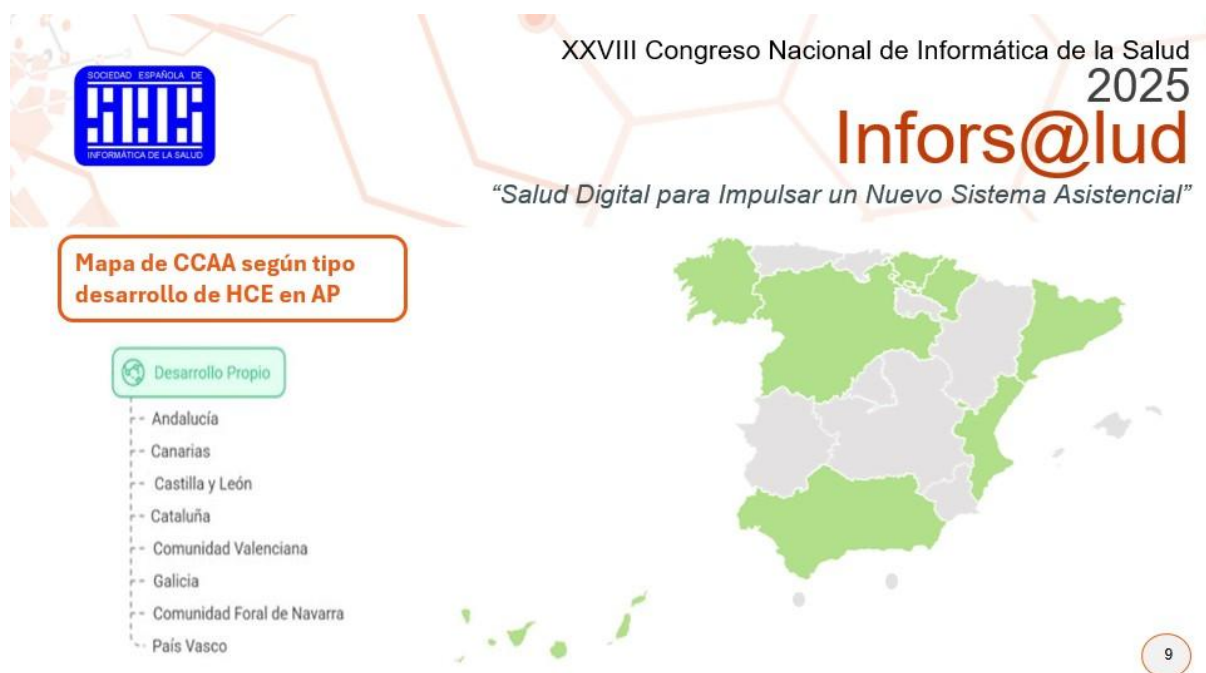 XXVIII Congreso Nacional de Informática de la Salud
2025
SOCIEDAD ESPAÑOLA DE
SEIS
INFORMÁTICA DE LA SALUD
Infors@lud
“Salud Digital para Impulsar un Nuevo Sistema Asistencial”
Mapa de CCAA según tipo
desarrollo de HCE en AP
Desarrollo Propio
Andalucía
Canarias
Castilla y León
Cataluña
Comunidad Valenciana
Galicia
Comunidad Foral de Navarra
País Vasco
9